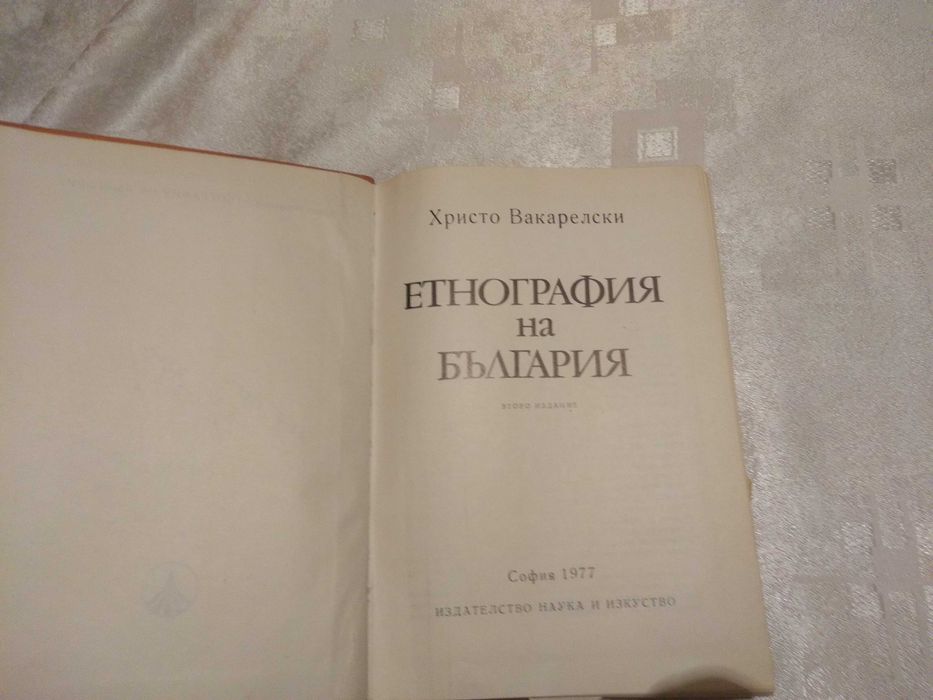 Христо Вакарелски
ЕТНОГРАФИЯ
на
БЪЛГАРИЯ
ВТОРО ИЗДАНИЕ
София 1977
ИЗДАТЕЛСТВО НАУКА И ИЗКУСТВО